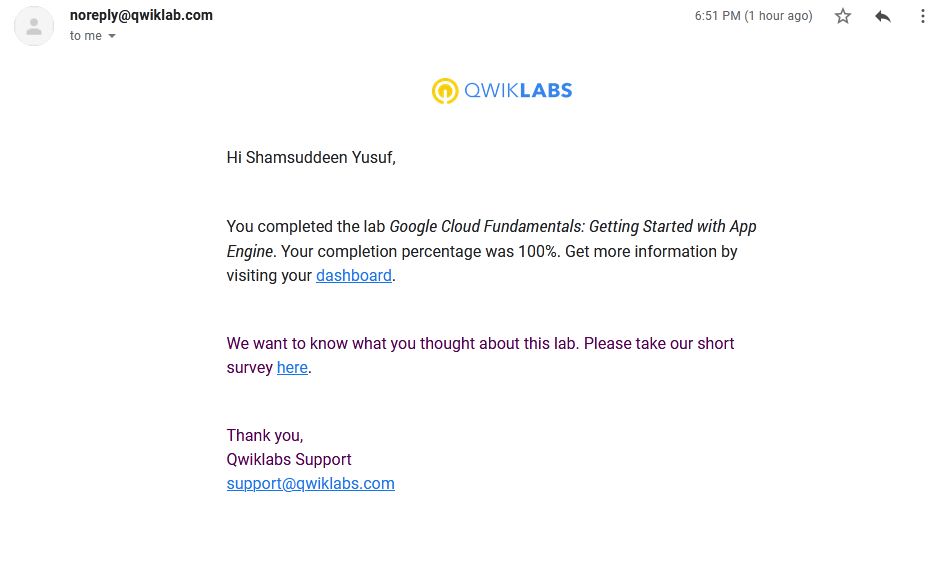 noreply@qwiklab.com
6:51 PM (1 hour ago)
to me
QWIKLABS
Hi Shamsuddeen Yusuf,
You completed the lab Google Cloud Fundamentals: Getting Started with App
Engine. Your completion percentage was 100%. Get more information by
visiting your dashboard.
We want to know what you thought about this lab. Please take our short
survey here.
Thank you,
Qwiklabs Support
support@qwiklabs.com